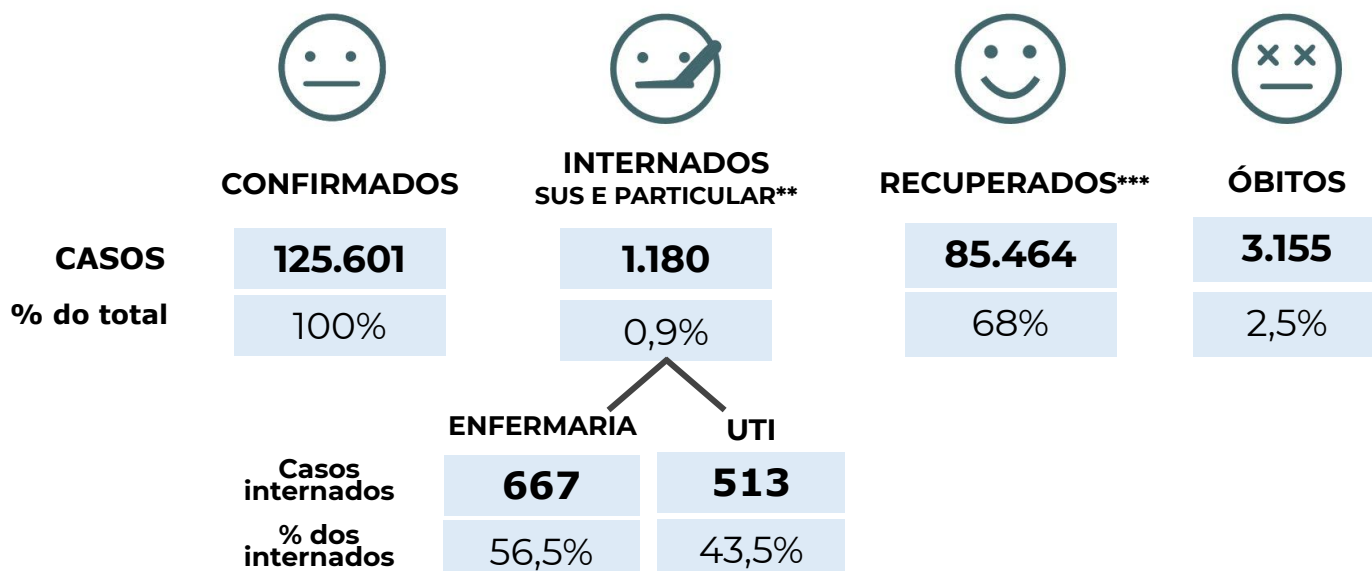 CONFIRMADOS
INTERNADOS
SUS E PARTICULAR**
RECUPERADOS***
ÓBITOS
CASOS
125.601
1.180
85.464
3.155
% do total
100%
0,9%
68%
2,5%
ENFERMARIA
UTI
Casos
internados
667
513
% dos
internados
56,5%
43,5%